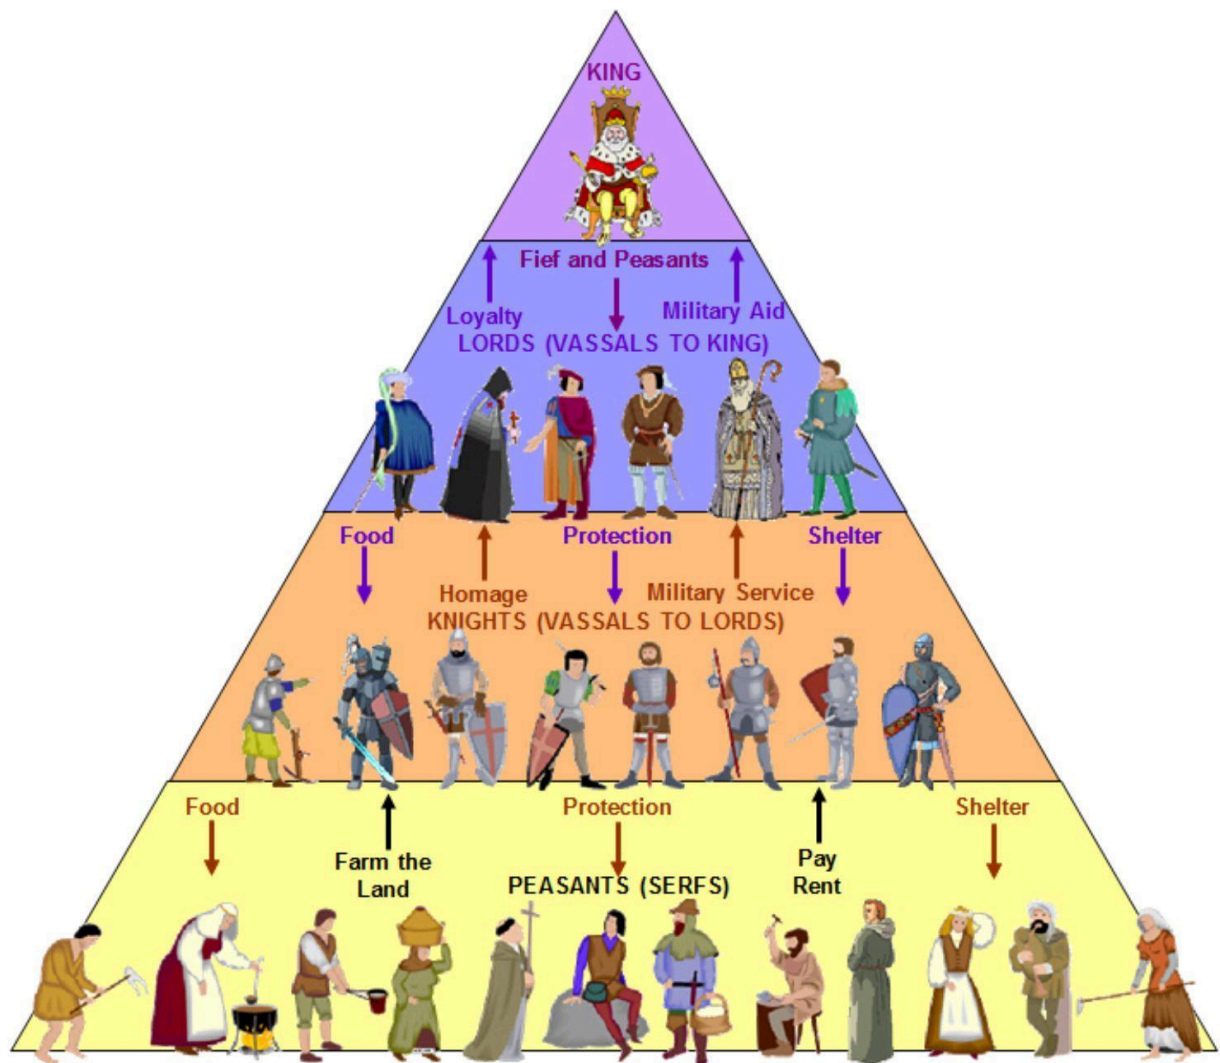 KING
Fief and Peasants
Loyalty
Military Aid
LORDS (VASSALS TO KING)
Food
Protection
Shelter
Homage
Military Service
KNIGHTS (VASSALS TO LORDS)
Food
Protection
Shelter
Farm the
Land
Pay
Rent
PEASANTS (SERFS)